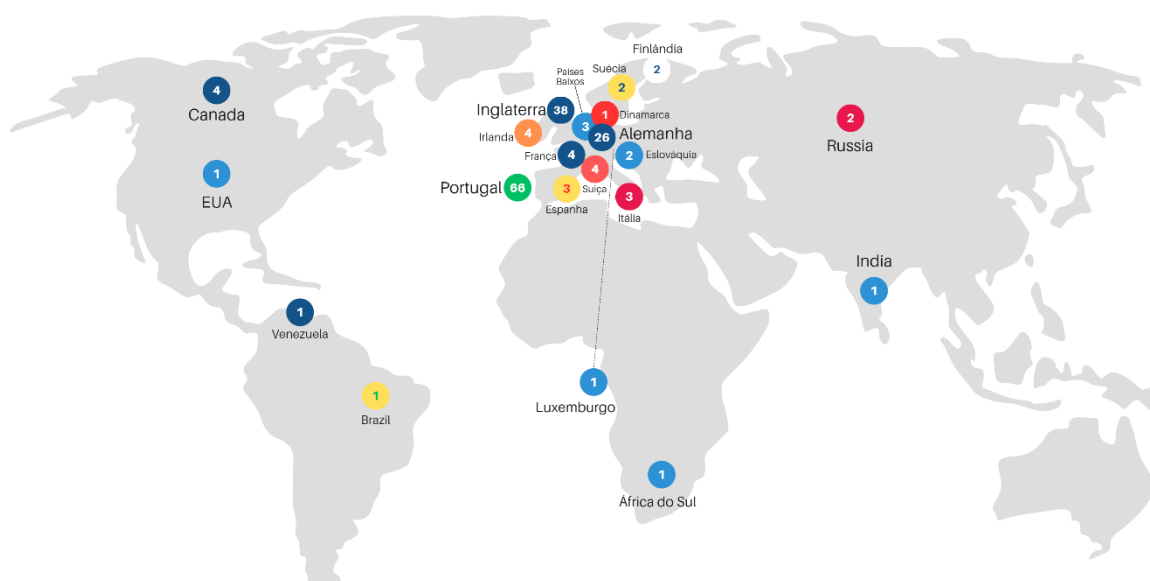 Finlândia
2
Suécia
2
Países
Baixos
3
4
Canada
Inglaterra
38
1
Dinamarca
Irlanda
4
26
Alemanha
2
Russia
França
4
2
Eslováquia
1
EUA
4
Suiça
Portugal
66
3
Espanha
3
Itália
India
1
1
Venezuela
1
Luxemburgo
1
Brazil
1
África do Sul